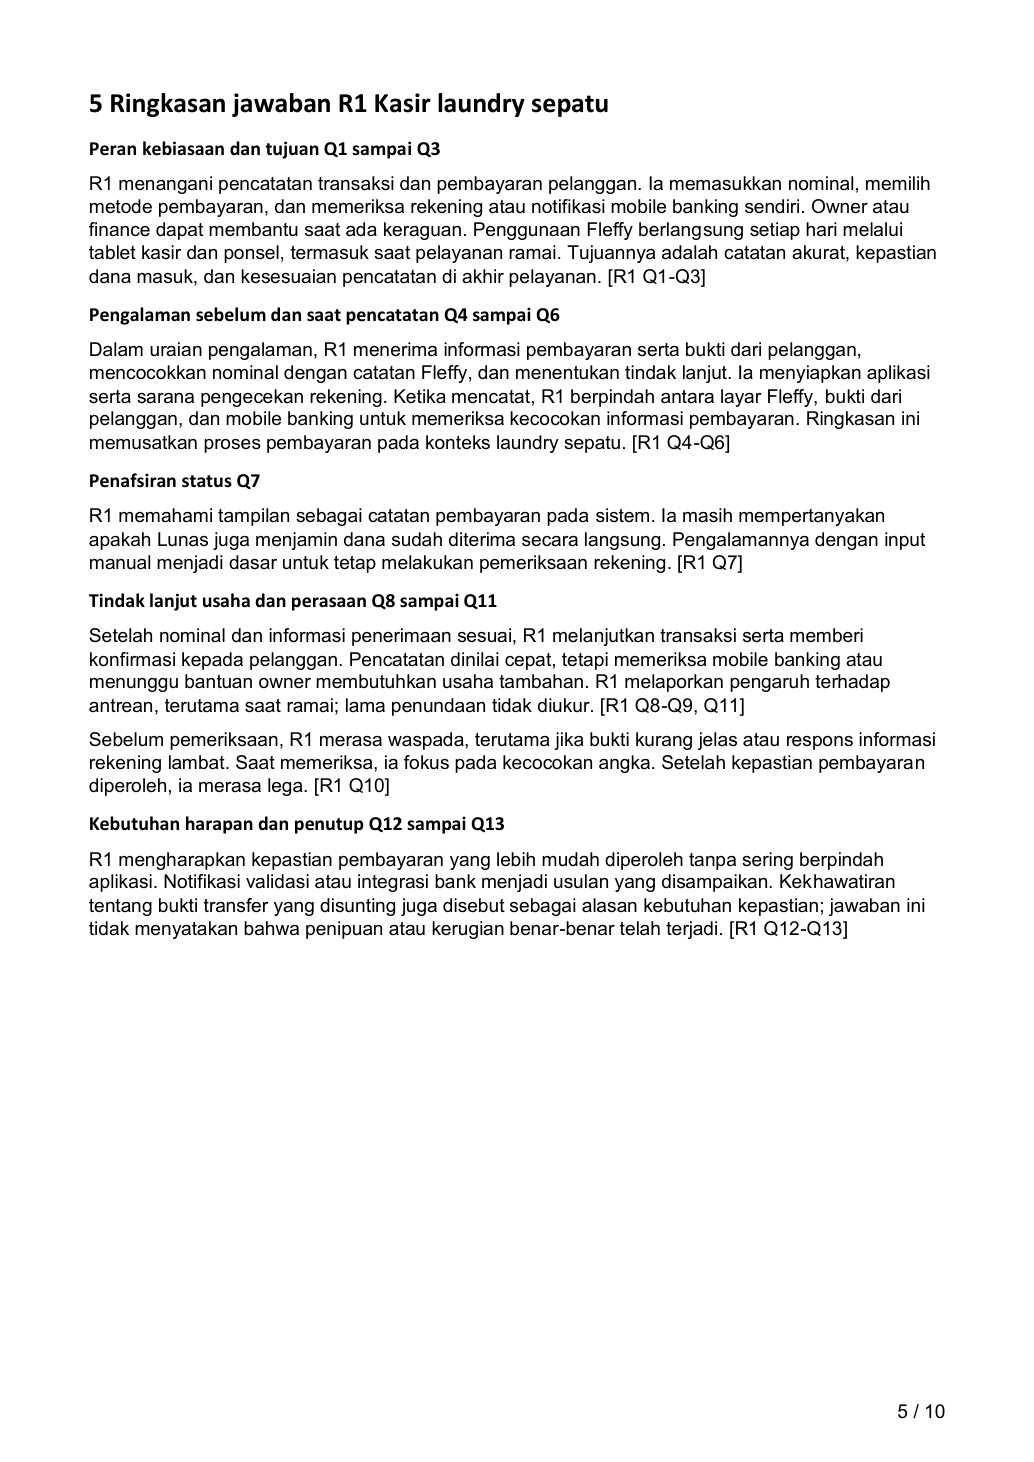 5 Ringkasan jawaban R1 Kasir laundry sepatu
Peran kebiasaan dan tujuan Q1 sampai Q3
R1 menangani pencatatan transaksi dan pembayaran pelanggan. Ia memasukkan nominal, memilih
metode pembayaran, dan memeriksa rekening atau notifikasi mobile banking sendiri. Owner atau
finance dapat membantu saat ada keraguan. Penggunaan Fleffy berlangsung setiap hari melalui
tablet kasir dan ponsel, termasuk saat pelayanan ramai. Tujuannya adalah catatan akurat, kepastian
dana masuk, dan kesesuaian pencatatan di akhir pelayanan. [R1 Q1-Q3]
Pengalaman sebelum dan saat pencatatan Q4 sampai Q6
Dalam uraian pengalaman, R1 menerima informasi pembayaran serta bukti dari pelanggan,
mencocokkan nominal dengan catatan Fleffy, dan menentukan tindak lanjut. Ia menyiapkan aplikasi
serta sarana pengecekan rekening. Ketika mencatat, R1 berpindah antara layar Fleffy, bukti dari
pelanggan, dan mobile banking untuk memeriksa kecocokan informasi pembayaran. Ringkasan ini
memusatkan proses pembayaran pada konteks laundry sepatu. [R1 Q4-Q6]
Penafsiran status Q7
R1 memahami tampilan sebagai catatan pembayaran pada sistem. Ia masih mempertanyakan
apakah Lunas juga menjamin dana sudah diterima secara langsung. Pengalamannya dengan input
manual menjadi dasar untuk tetap melakukan pemeriksaan rekening. [R1 Q7]
Tindak lanjut usaha dan perasaan Q8 sampai Q11
Setelah nominal dan informasi penerimaan sesuai, R1 melanjutkan transaksi serta memberi
konfirmasi kepada pelanggan. Pencatatan dinilai cepat, tetapi memeriksa mobile banking atau
menunggu bantuan owner membutuhkan usaha tambahan. R1 melaporkan pengaruh terhadap
antrean, terutama saat ramai; lama penundaan tidak diukur. [R1 Q8-Q9, Q11]
Sebelum pemeriksaan, R1 merasa waspada, terutama jika bukti kurang jelas atau respons informasi
rekening lambat. Saat memeriksa, ia fokus pada kecocokan angka. Setelah kepastian pembayaran
diperoleh, ia merasa lega. [R1 Q10]
Kebutuhan harapan dan penutup Q12 sampai Q13
R1 mengharapkan kepastian pembayaran yang lebih mudah diperoleh tanpa sering berpindah
aplikasi. Notifikasi validasi atau integrasi bank menjadi usulan yang disampaikan. Kekhawatiran
tentang bukti transfer yang disunting juga disebut sebagai alasan kebutuhan kepastian; jawaban ini
tidak menyatakan bahwa penipuan atau kerugian benar-benar telah terjadi. [R1 Q12-Q13]
5 / 10